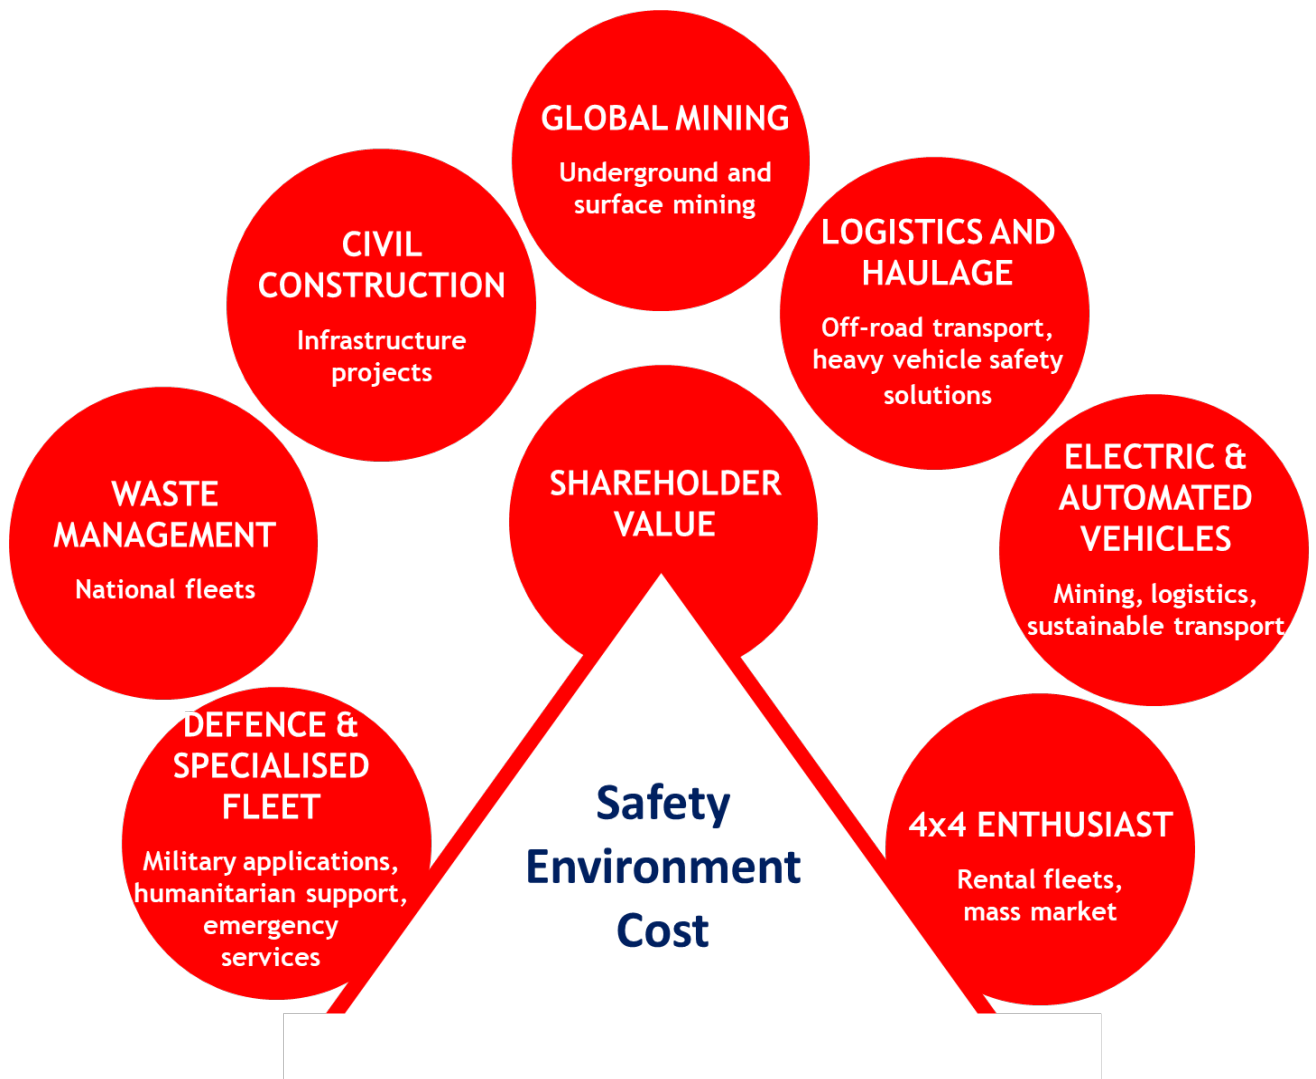 GLOBAL MINING
Underground and
surface mining
CIVIL
CONSTRUCTION
Infrastructure
projects
LOGISTICS AND
HAULAGE
Off-road transport,
heavy vehicle safety
solutions
WASTE
MANAGEMENT
National fleets
SHAREHOLDER
VALUE
ELECTRIC &
AUTOMATED
VEHICLES
Mining, logistics,
sustainable transport
DEFENCE &
SPECIALISED
FLEET
Military applications,
humanitarian support,
emergency
services
Safety
Environment
Cost
4x4 ENTHUSIAST
Rental fleets,
mass market